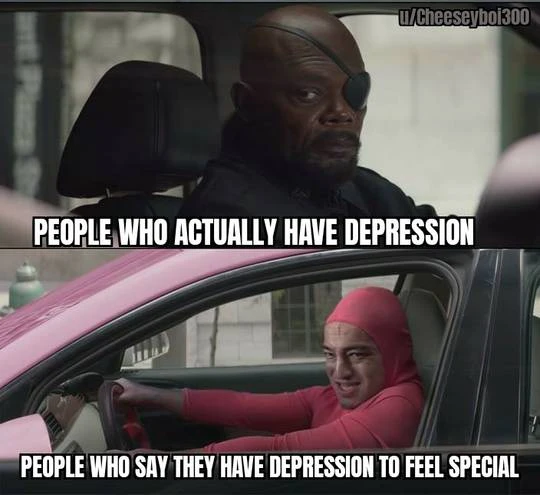 u/Cheeseyboi300
PEOPLE WHO ACTUALLY HAVE DEPRESSION
PEOPLE WHO SAY THEY HAVE DEPRESSION TO FEEL SPECIAL